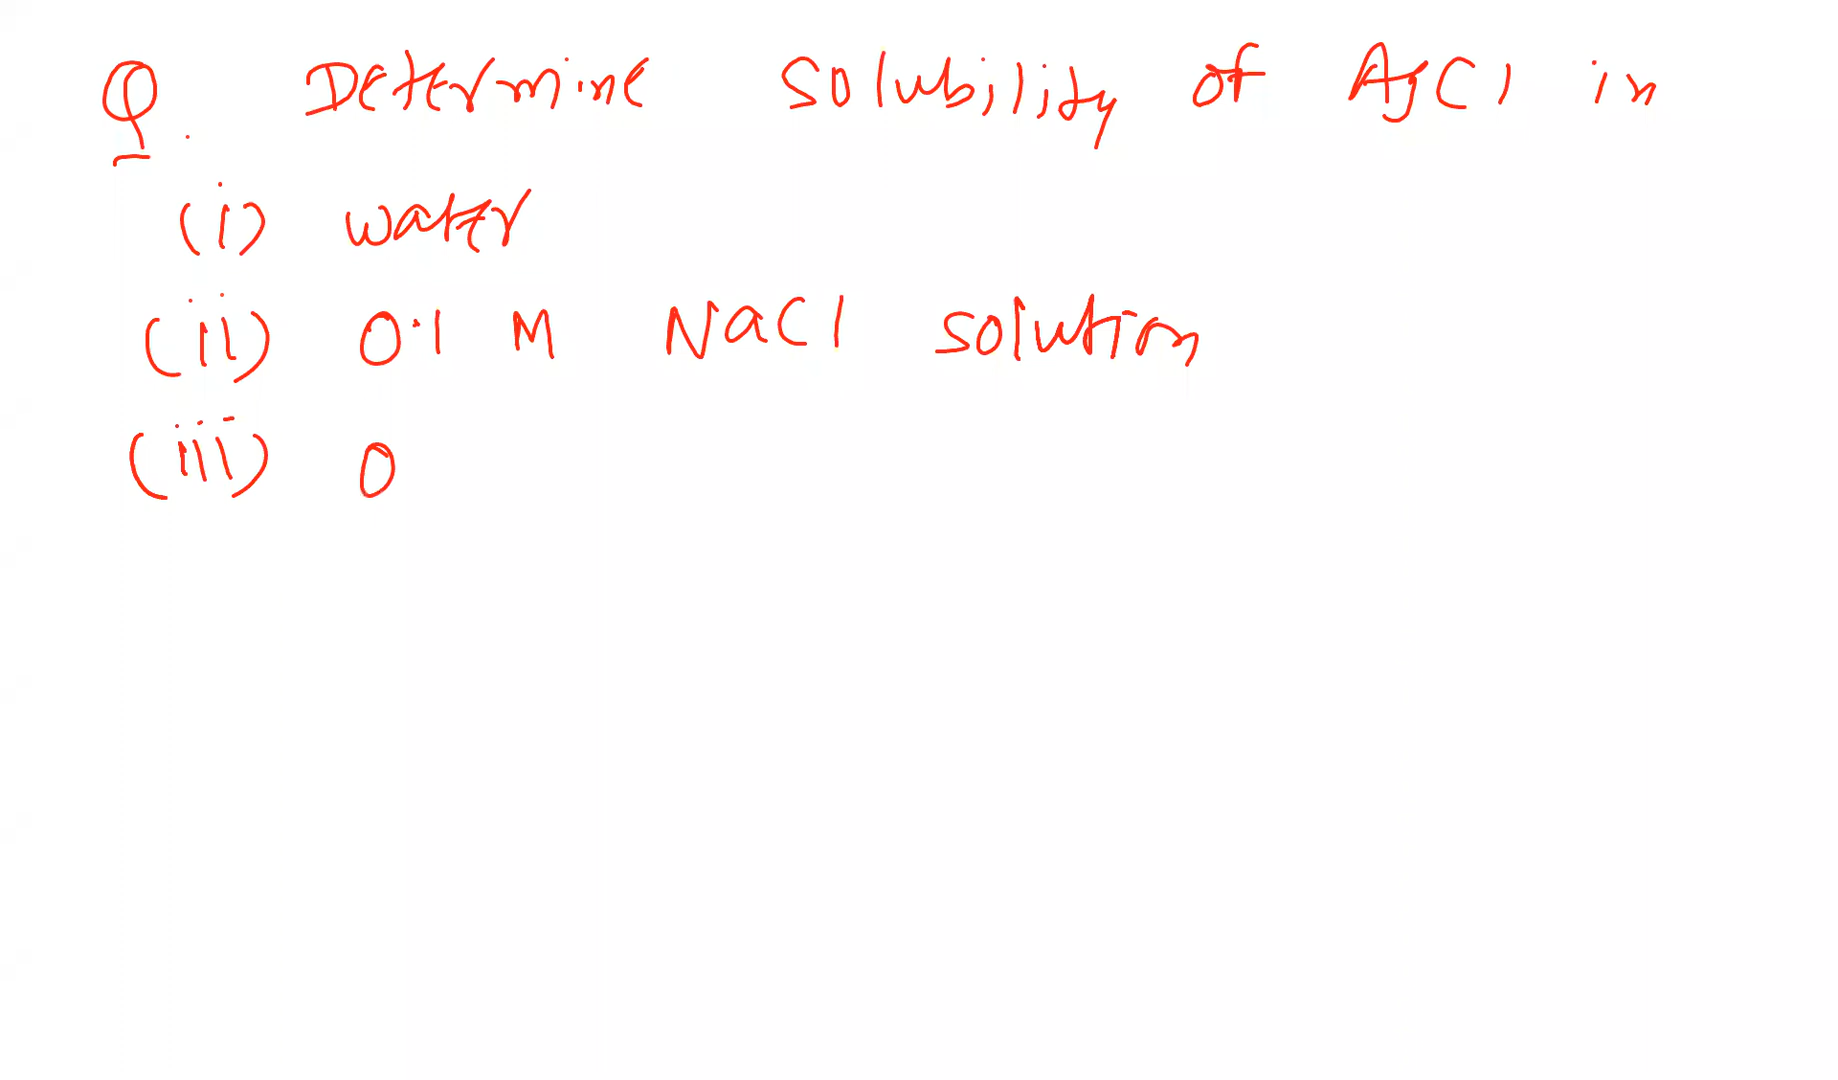 Q. Determine solubility of AgCl in
(i) water
(ii) 0.1 M NaCl solution
(iii) 0